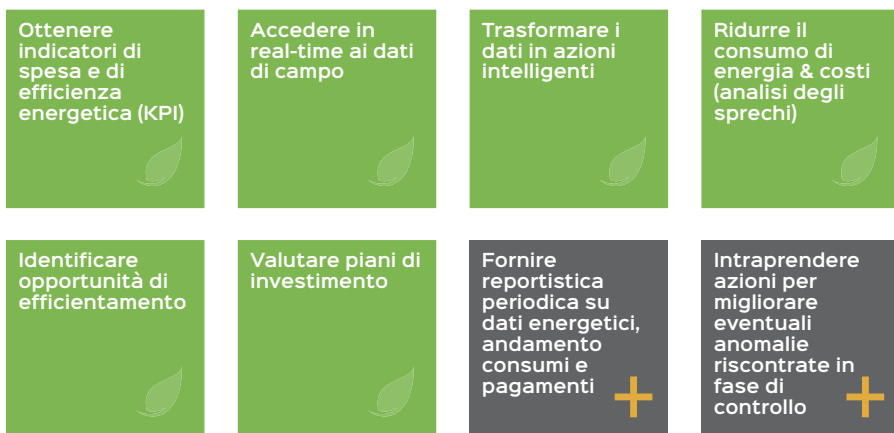 Ottenere
indicatori di
spesa e di
efficienza
energetica (KPI)
Accedere in
real-time ai dati
di campo
Trasformare i
dati in azioni
intelligenti
Ridurre il
consumo di
energia & costi
(analisi degli
sprechi)
Identificare
opportunità di
efficientamento
Valutare piani di
investimento
Fornire
reportistica
periodica su
dati energetici,
andamento
consumi e
pagamenti
+
Intraprendere
azioni per
migliorare
eventuali
anomalie
riscontrate in
fase di
controllo
+